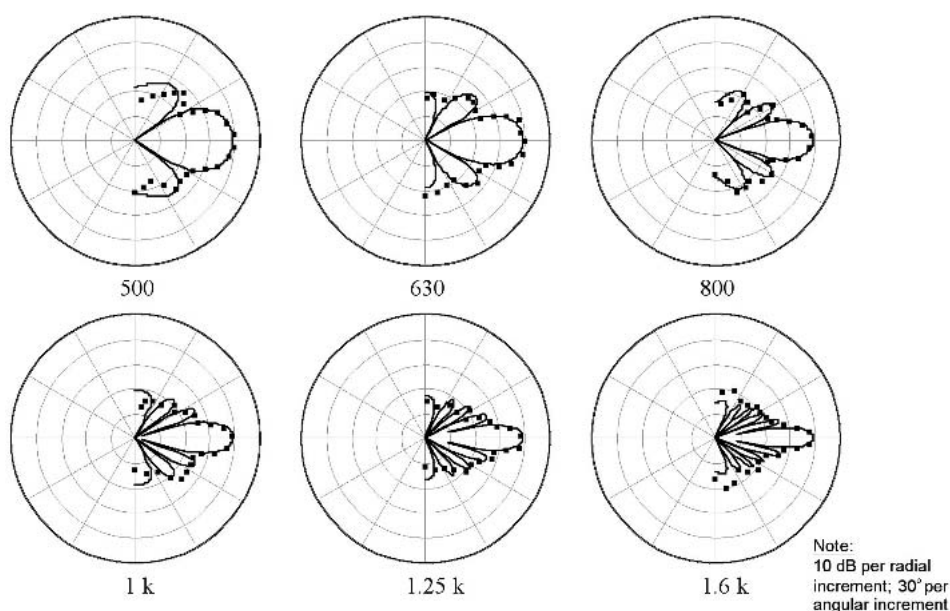 500
630
800
1 k
1.25 k
1.6 k
Note:
10 dB per radial
increment; 30° per
angular increment